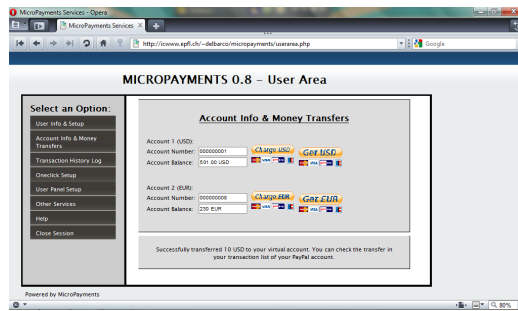 MicroPayments Services - Opera
MicroPayments Services
http://icwww.epfl.ch/~delbarco/micropayments/userarea.php
Google
MICROPAYMENTS 0.8 – User Area
Select an Option:
User Info & Setup
Account Info & Money
Transfers
Transaction History Log
Oneclick Setup
User Panel Setup
Other Services
Help
Close Session
Account Info & Money Transfers
Account 1 (USD):
Account Number: 000000001
Charge USD
Get USD
Account Balance: 501.00 USD
VISA
VISA
Account 2 (EUR):
Account Number: 000000008
Charge EUR
Get EUR
Account Balance: 230 EUR
VISA
VISA
Successfully transferred 10 USD to your virtual account. You can check the transfer in
your transaction list of your PayPal account.
Powered by MicroPayments
80%